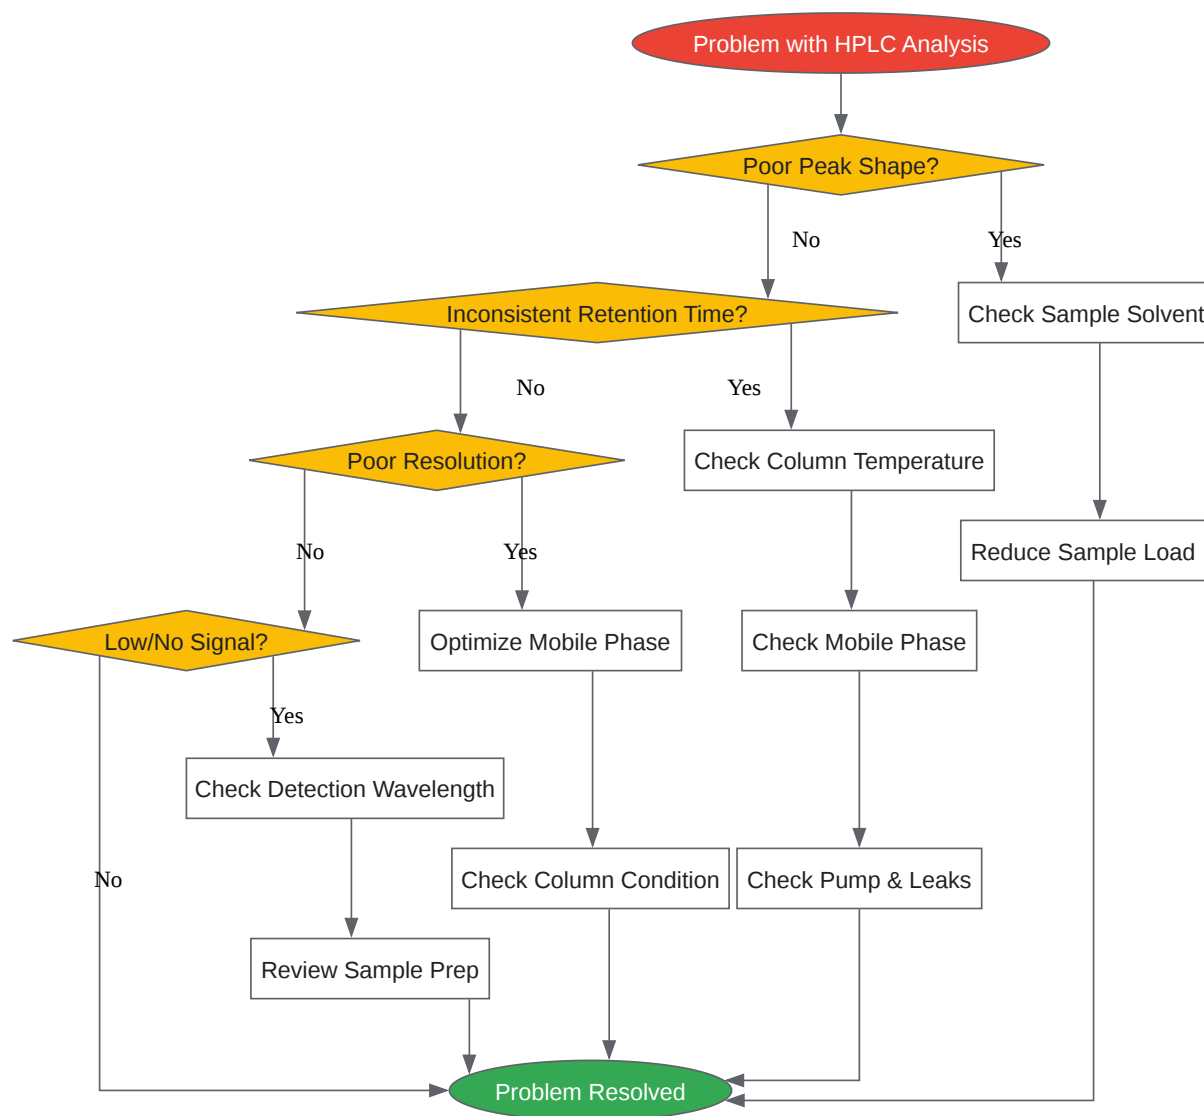 Problem with HPLC Analysis
Poor Peak Shape?
No
Yes
Inconsistent Retention Time?
Check Sample Solvent
No
Yes
Poor Resolution?
Check Column Temperature
No
Yes
Reduce Sample Load
Low/No Signal?
Optimize Mobile Phase
Check Mobile Phase
Yes
Check Detection Wavelength
No
Check Column Condition
Check Pump & Leaks
Review Sample Prep
Problem Resolved